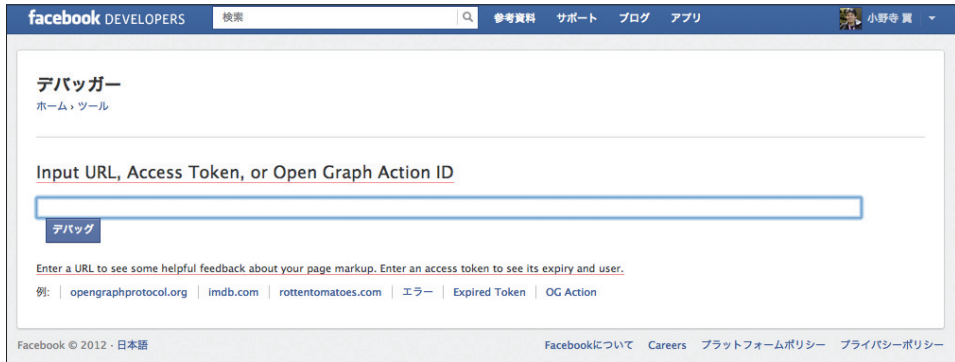 facebook DEVELOPERS 検索 参考資料 サポート ブログ アプリ 小野寺 翼
デバッガー
ホーム › ツール
Input URL, Access Token, or Open Graph Action ID
デバッグ
Enter a URL to see some helpful feedback about your page markup. Enter an access token to see its expiry and user.
例: opengraphprotocol.org imdb.com rottentomatoes.com エラー Expired Token OG Action
Facebook © 2012 · 日本語 Facebookについて Careers プラットフォームポリシー プライバシーポリシー